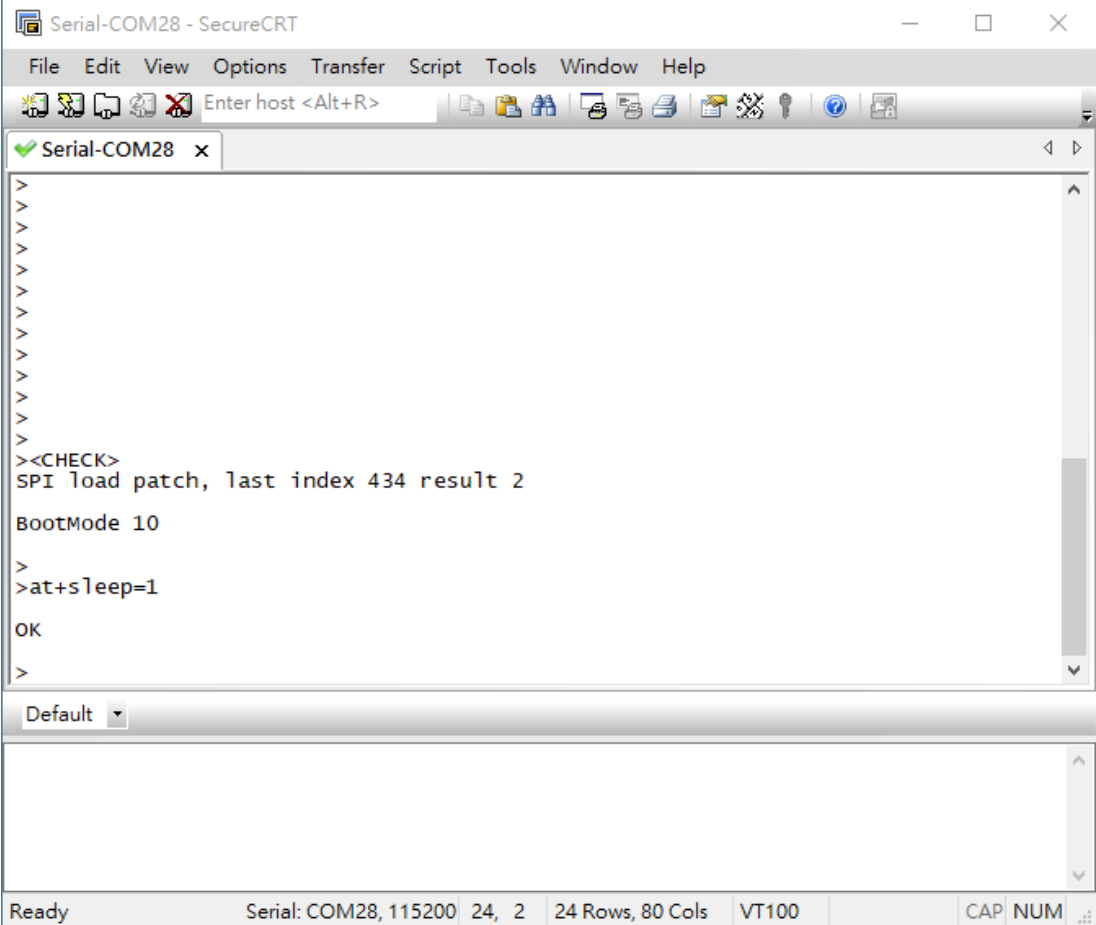 Serial-COM28 - SecureCRT
File Edit View Options Transfer Script Tools Window Help
Enter host <Alt+R>
Serial-COM28 x
>
>
>
>
>
>
>
>
>
>
>
>
>
><CHECK>
SPI load patch, last index 434 result 2
BootMode 10
>
>at+sleep=1
OK
>
Default
Ready Serial: COM28, 115200 24, 2 24 Rows, 80 Cols VT100 CAP NUM